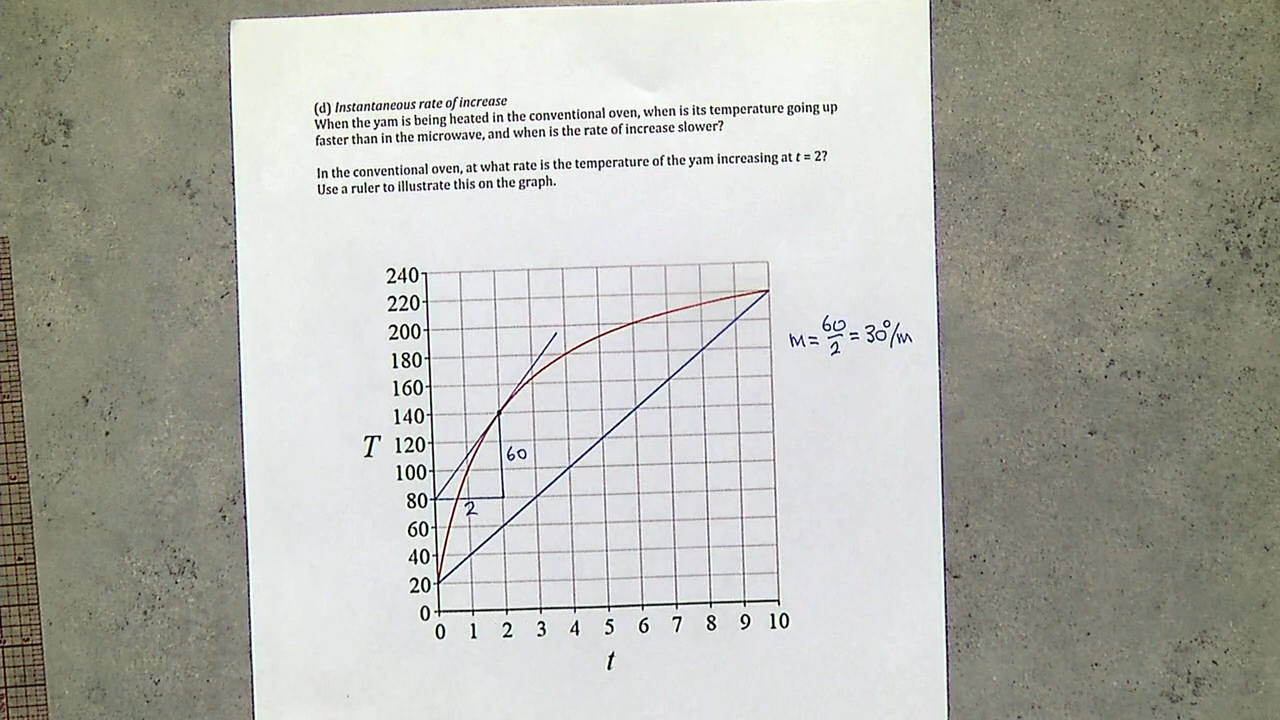 (d) Instantaneous rate of increase
When the yam is being heated in the conventional oven, when is its temperature going up
faster than in the microwave, and when is the rate of increase slower?
In the conventional oven, at what rate is the temperature of the yam increasing at t = 2?
Use a ruler to illustrate this on the graph.
240
220
200
180
160
140
T 120
100
80
60
40
20
0
60
2
m = 60/2 = 30°/m
0 1 2 3 4 5 6 7 8 9 10
t